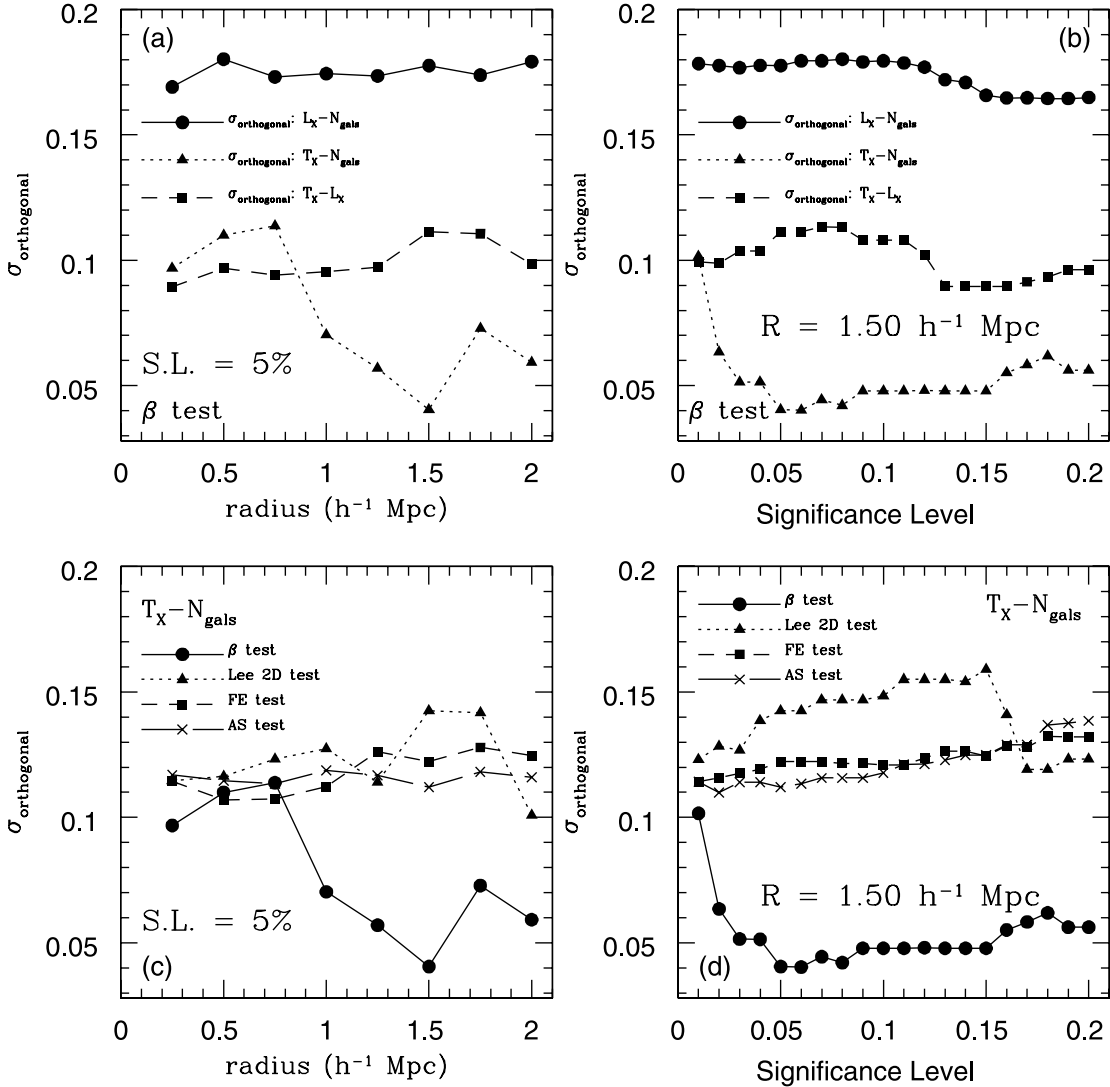 (a)
0.2
0.15
0.1
0.05
σorthogonal
σorthogonal: LX−Ngals
σorthogonal: TX−Ngals
σorthogonal: TX−LX
S.L. = 5%
β test
0 0.5 1 1.5 2
radius (h⁻¹ Mpc)
(b)
0.2
0.15
0.1
0.05
σorthogonal
σorthogonal: LX−Ngals
σorthogonal: TX−Ngals
σorthogonal: TX−LX
R = 1.50 h⁻¹ Mpc
β test
0 0.05 0.1 0.15 0.2
Significance Level
0.2
0.15
0.1
0.05
σorthogonal
TX−Ngals
β test
Lee 2D test
FE test
AS test
S.L. = 5%
(c)
0 0.5 1 1.5 2
radius (h⁻¹ Mpc)
0.2
0.15
0.1
0.05
σorthogonal
TX−Ngals
β test
Lee 2D test
FE test
AS test
R = 1.50 h⁻¹ Mpc
(d)
0 0.05 0.1 0.15 0.2
Significance Level